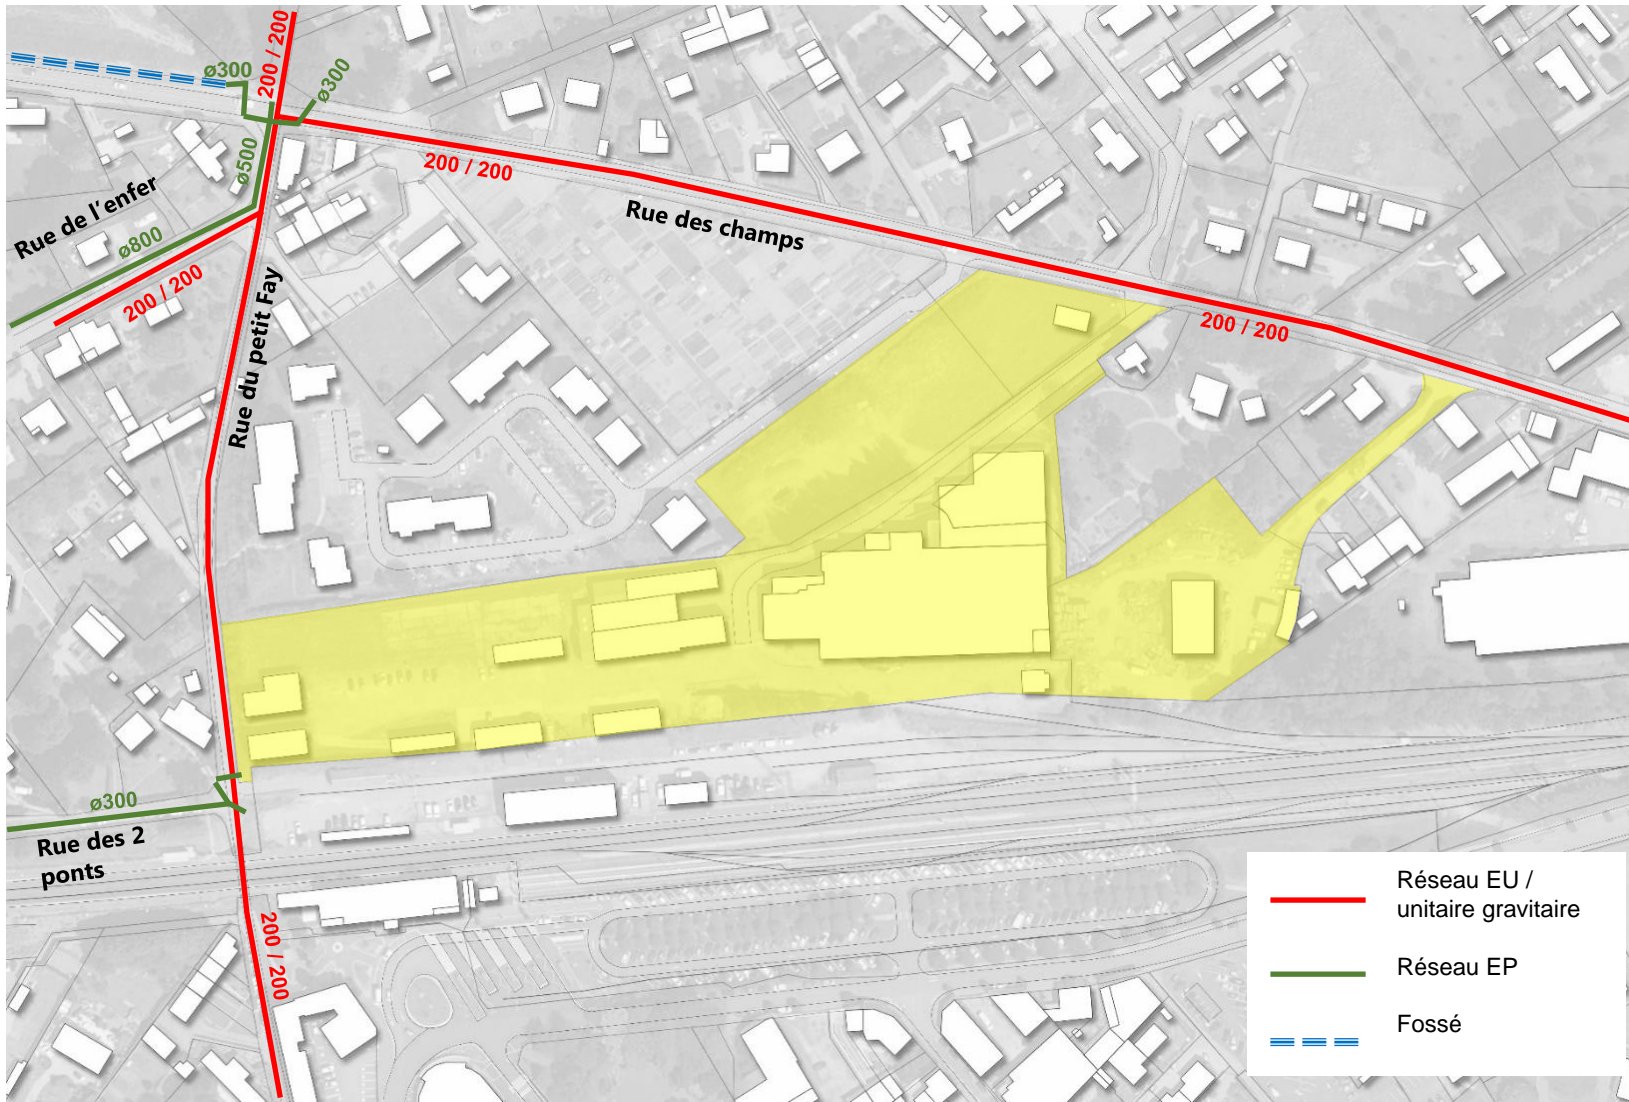 200 / 200
ø300
ø300
ø500
200 / 200
Rue de l'enfer
Rue des champs
ø800
200 / 200
Rue du petit Fay
200 / 200
ø300
Rue des 2
ponts
200 / 200
Réseau EU /
unitaire gravitaire
Réseau EP
Fossé